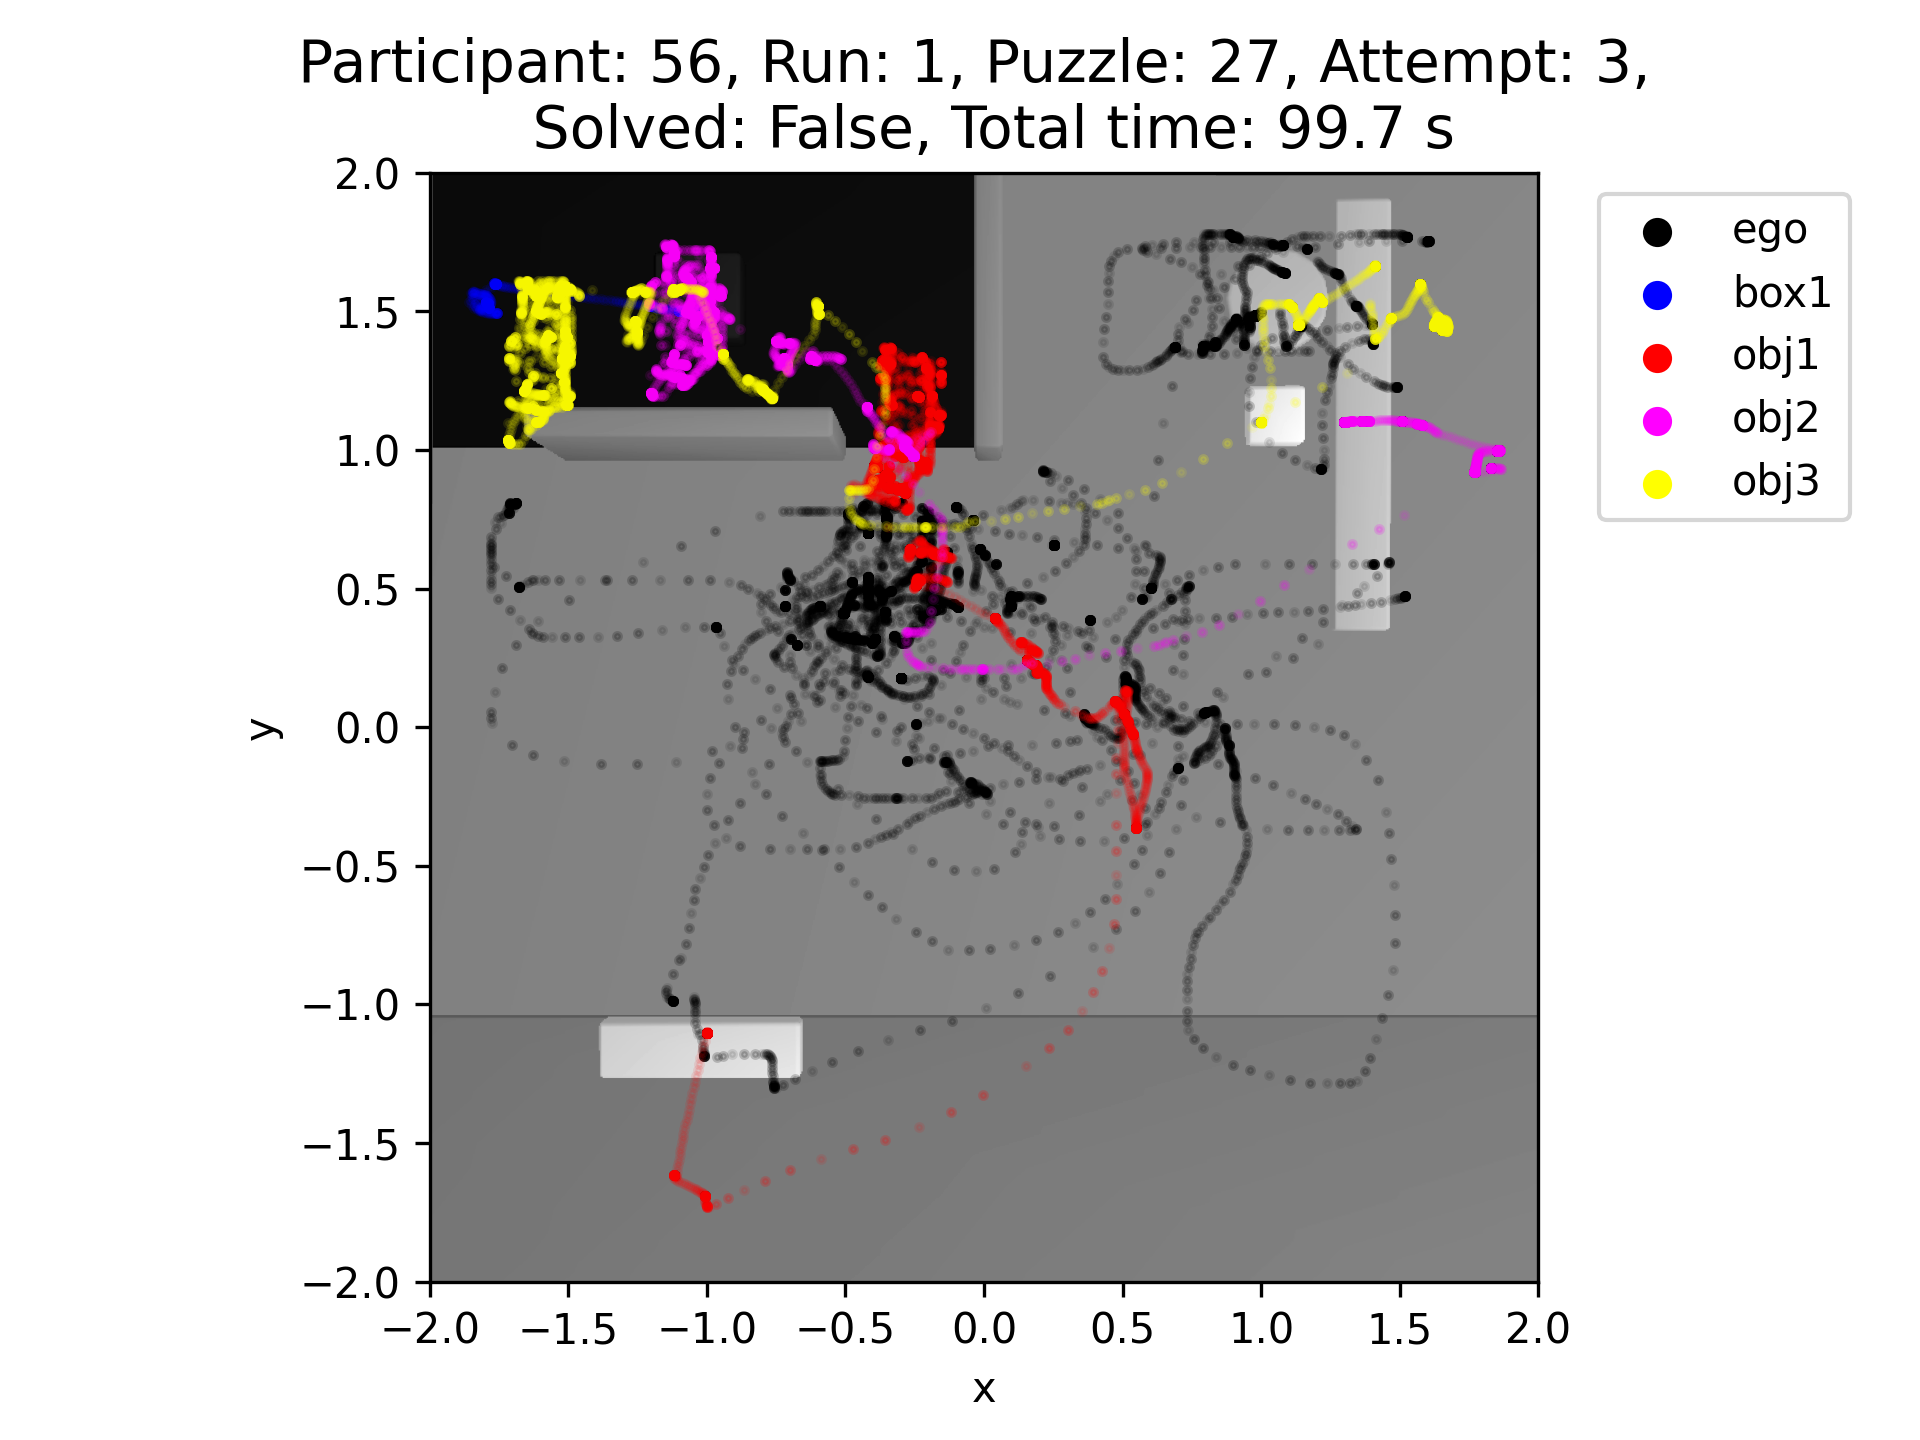 Participant: 56, Run: 1, Puzzle: 27, Attempt: 3,
Solved: False, Total time: 99.7 s
2.0
1.5
1.0
0.5
0.0
−0.5
−1.0
−1.5
−2.0
y
−2.0 −1.5 −1.0 −0.5 0.0 0.5 1.0 1.5 2.0
x
ego
box1
obj1
obj2
obj3